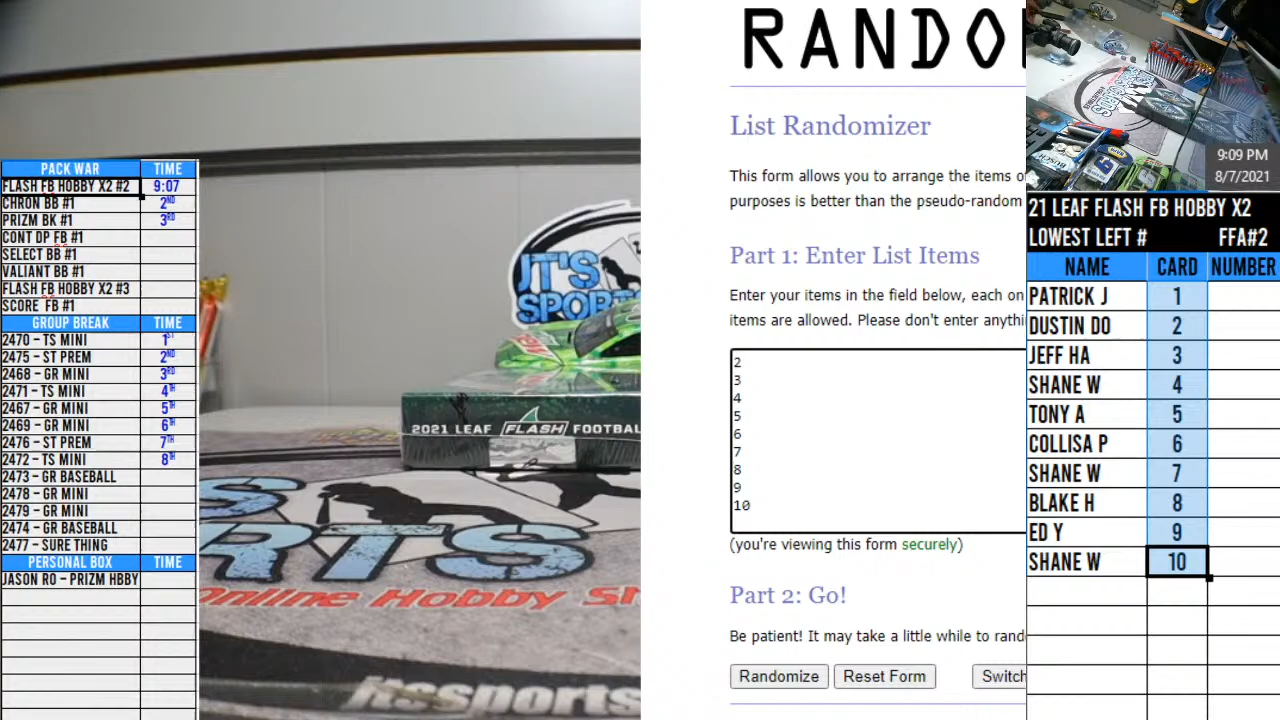 PACK WAR TIME
FLASH FB HOBBY X2 #2 9:07
CHRON BB #1 2ND
PRIZM BK #1 3RD
CONT DP FB #1
SELECT BB #1
VALIANT BB #1
FLASH FB HOBBY X2 #3
SCORE FB #1
GROUP BREAK TIME
2470 – TS MINI 1ST
2475 – ST PREM 2ND
2468 – GR MINI 3RD
2471 – TS MINI 4TH
2467 – GR MINI 5TH
2469 – GR MINI 6TH
2476 – ST PREM 7TH
2472 – TS MINI 8TH
2473 – GR BASEBALL
2478 – GR MINI
2479 – GR MINI
2474 – GR BASEBALL
2477 – SURE THING
PERSONAL BOX TIME
JASON RO – PRIZM HBBY
JT'S
SPORTS
2021 LEAF FLASH FOOTBAL
S
RTS
Online Hobby Sh
jtssports
RANDO
List Randomizer
This form allows you to arrange the items o
purposes is better than the pseudo-random
Part 1: Enter List Items
Enter your items in the field below, each on
items are allowed. Please don't enter anythi
2
3
4
5
6
7
8
9
10
(you're viewing this form securely)
Part 2: Go!
Be patient! It may take a little while to rand
Randomize Reset Form Switch
BUSCH
9:09 PM
8/7/2021
21 LEAF FLASH FB HOBBY X2
LOWEST LEFT # FFA#2
NAME CARD NUMBER
PATRICK J 1
DUSTIN DO 2
JEFF HA 3
SHANE W 4
TONY A 5
COLLISA P 6
SHANE W 7
BLAKE H 8
ED Y 9
SHANE W 10